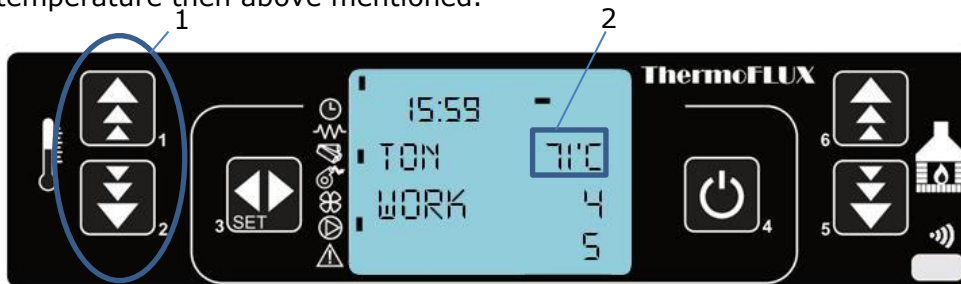 temperature then above mentioned.
1
2
ThermoFLUX
15:59
TON 71°C
WORK 4
5
1
2
3 SET
4
6
5